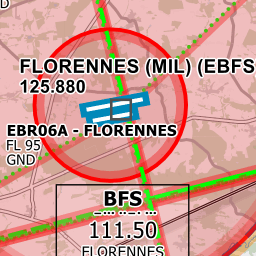 FLORENNES (MIL) (EBFS
125.880
EBR06A - FLORENNES
FL 95
GND
BFS
111.50
FLORENNES